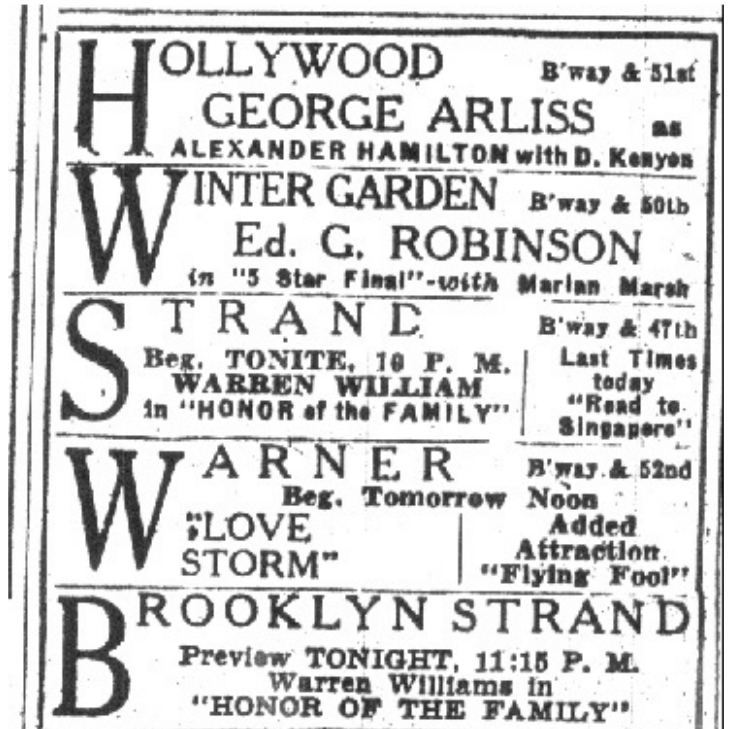 HOLLYWOOD B'way & 51st
GEORGE ARLISS as
ALEXANDER HAMILTON with D. Kenyon
WINTER GARDEN B'way & 50th
Ed. G. ROBINSON
in "5 Star Final"-with Marian Marsh
STRAND B'way & 47th
Beg. TONITE, 10 P. M.
WARREN WILLIAM
in "HONOR of the FAMILY"
Last Times
today
"Road to
Singapore"
WARNER B'way & 52nd
Beg. Tomorrow Noon
"LOVE
STORM"
Added
Attraction
"Flying Fool"
BROOKLYN STRAND
Preview TONIGHT, 11:15 P. M.
Warren Williams in
"HONOR OF THE FAMILY"